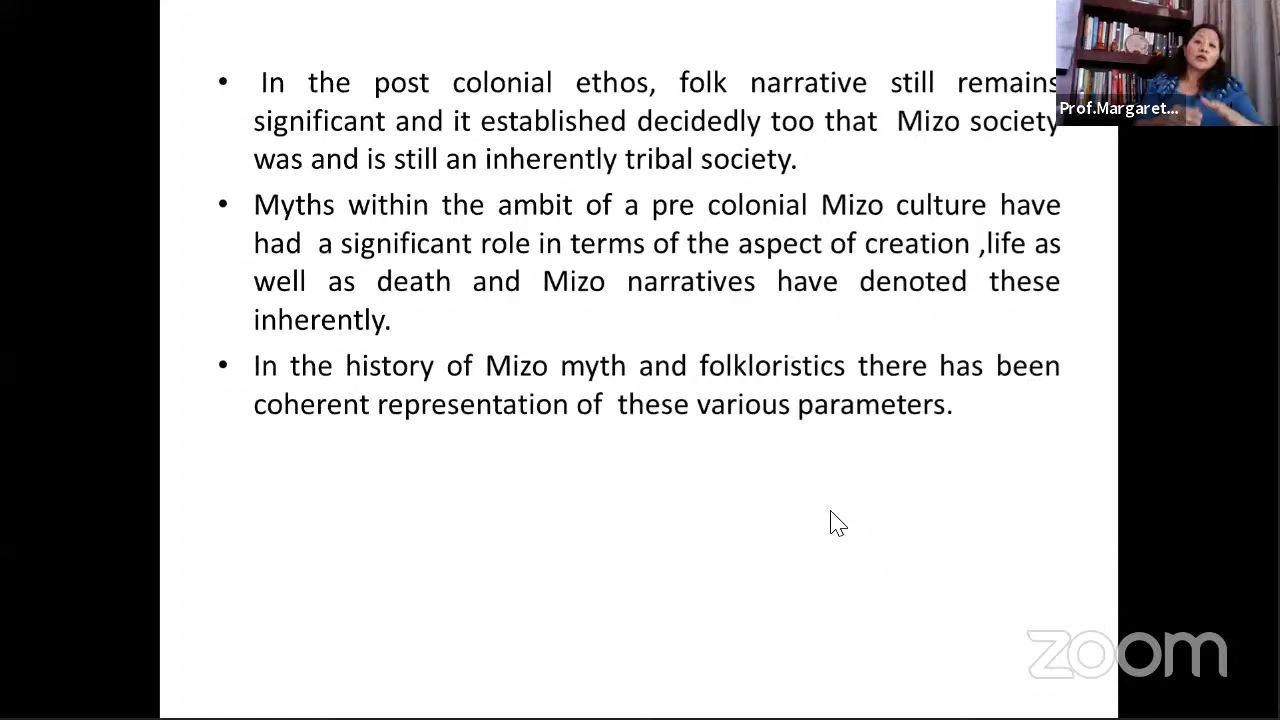 • In the post colonial ethos, folk narrative still remains
significant and it established decidedly too that Mizo society
was and is still an inherently tribal society.
• Myths within the ambit of a pre colonial Mizo culture have
had a significant role in terms of the aspect of creation ,life as
well as death and Mizo narratives have denoted these
inherently.
• In the history of Mizo myth and folkloristics there has been
coherent representation of these various parameters.
Prof.Margaret...
zoom